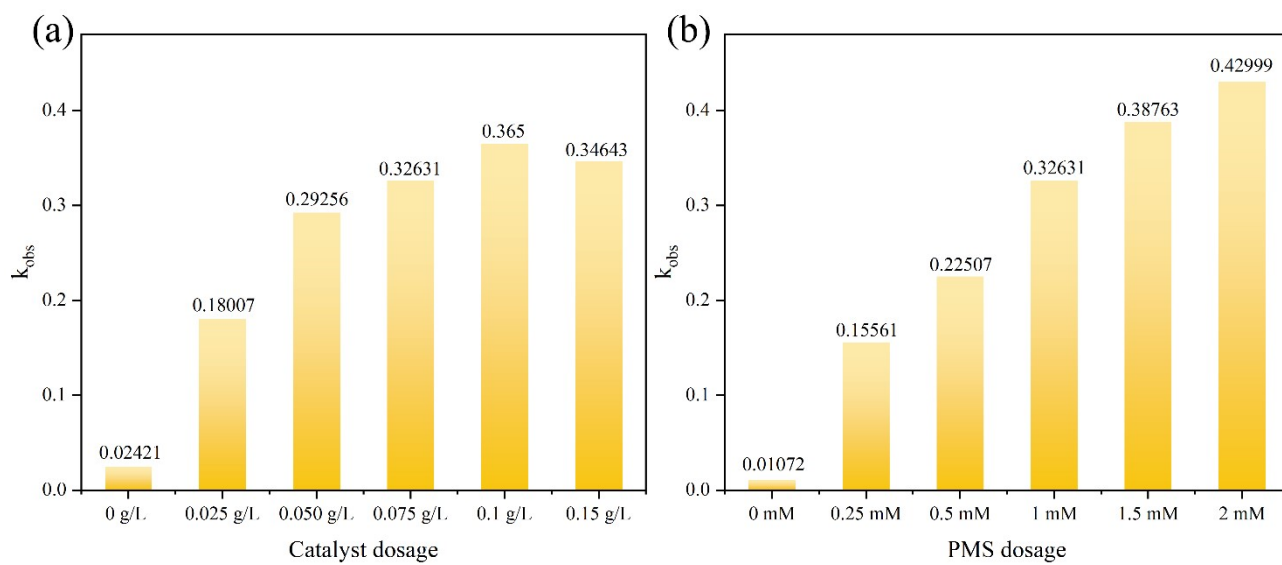 (a)
k_obs
0.4
0.3
0.2
0.1
0.0
0.02421
0.18007
0.29256
0.32631
0.365
0.34643
0 g/L
0.025 g/L
0.050 g/L
0.075 g/L
0.1 g/L
0.15 g/L
Catalyst dosage
(b)
k_obs
0.4
0.3
0.2
0.1
0.0
0.01072
0.15561
0.22507
0.32631
0.38763
0.42999
0 mM
0.25 mM
0.5 mM
1 mM
1.5 mM
2 mM
PMS dosage